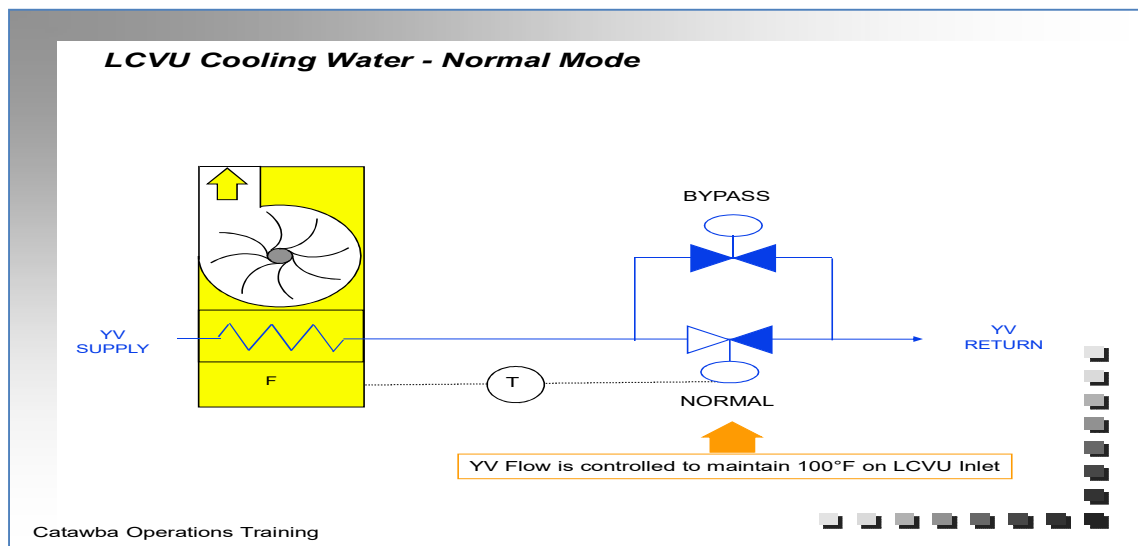 LCVU Cooling Water - Normal Mode
BYPASS
YV
SUPPLY
YV
RETURN
F
T
NORMAL
YV Flow is controlled to maintain 100°F on LCVU Inlet
Catawba Operations Training